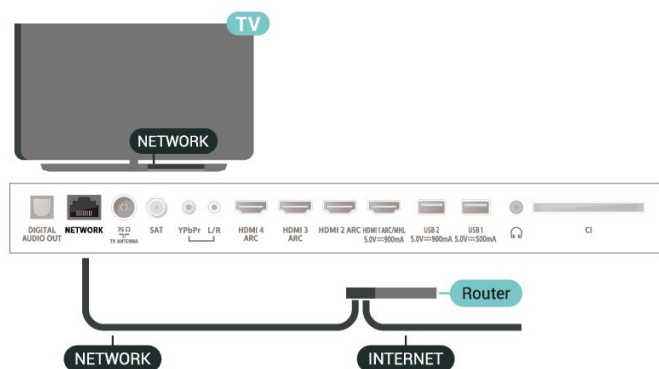 TV
NETWORK
DIGITAL AUDIO OUT
NETWORK
75 Ω
TV ANTENNA
SAT
YPbPr L/R
HDMI 4 ARC
HDMI 3 ARC
HDMI 2 ARC
HDMI 1 ARC/MHL
5.0V⎓900mA
USB 2
5.0V⎓900mA
USB 1
5.0V⎓500mA
CI
Router
NETWORK
INTERNET